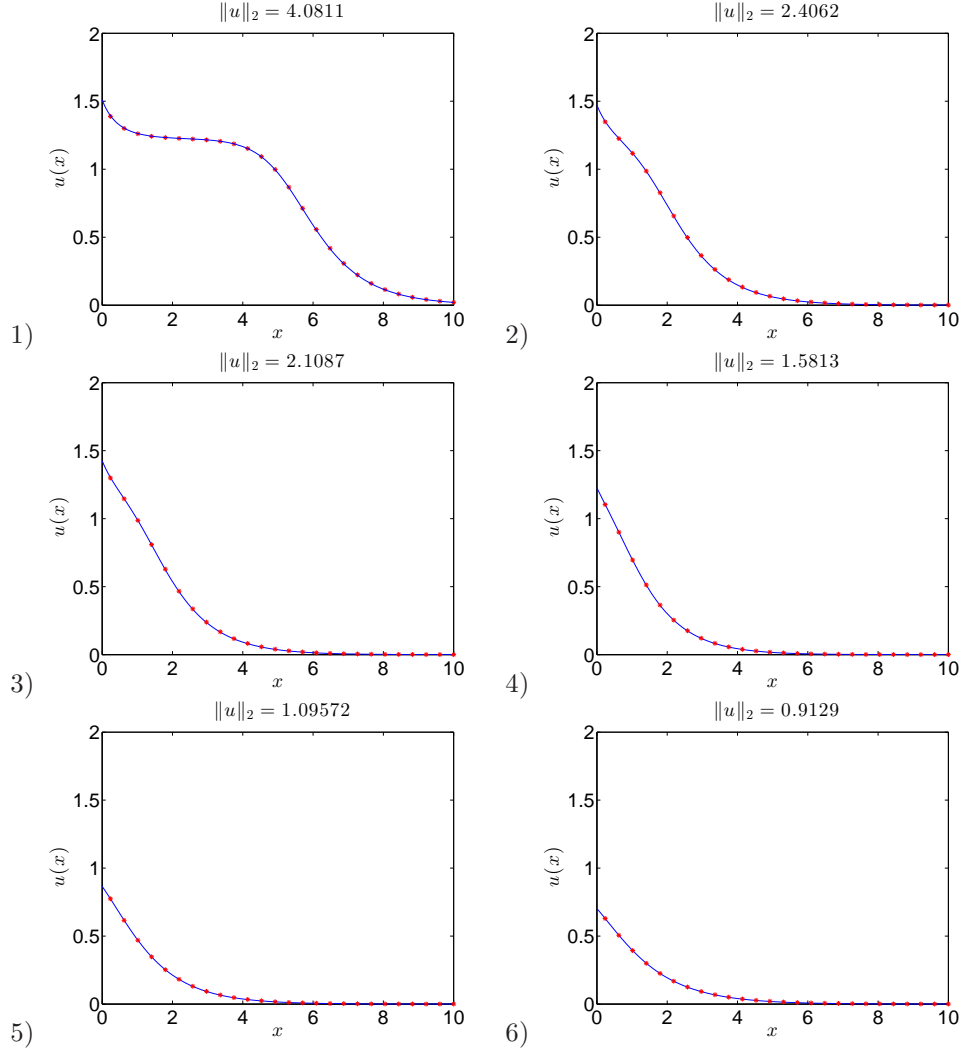 ‖u‖₂ = 4.0811
2
1.5
1
0.5
0
u(x)
0 2 4 6 8 10
x
1)
‖u‖₂ = 2.4062
2
1.5
1
0.5
0
u(x)
0 2 4 6 8 10
x
2)
‖u‖₂ = 2.1087
2
1.5
1
0.5
0
u(x)
0 2 4 6 8 10
x
3)
‖u‖₂ = 1.5813
2
1.5
1
0.5
0
u(x)
0 2 4 6 8 10
x
4)
‖u‖₂ = 1.09572
2
1.5
1
0.5
0
u(x)
0 2 4 6 8 10
x
5)
‖u‖₂ = 0.9129
2
1.5
1
0.5
0
u(x)
0 2 4 6 8 10
x
6)